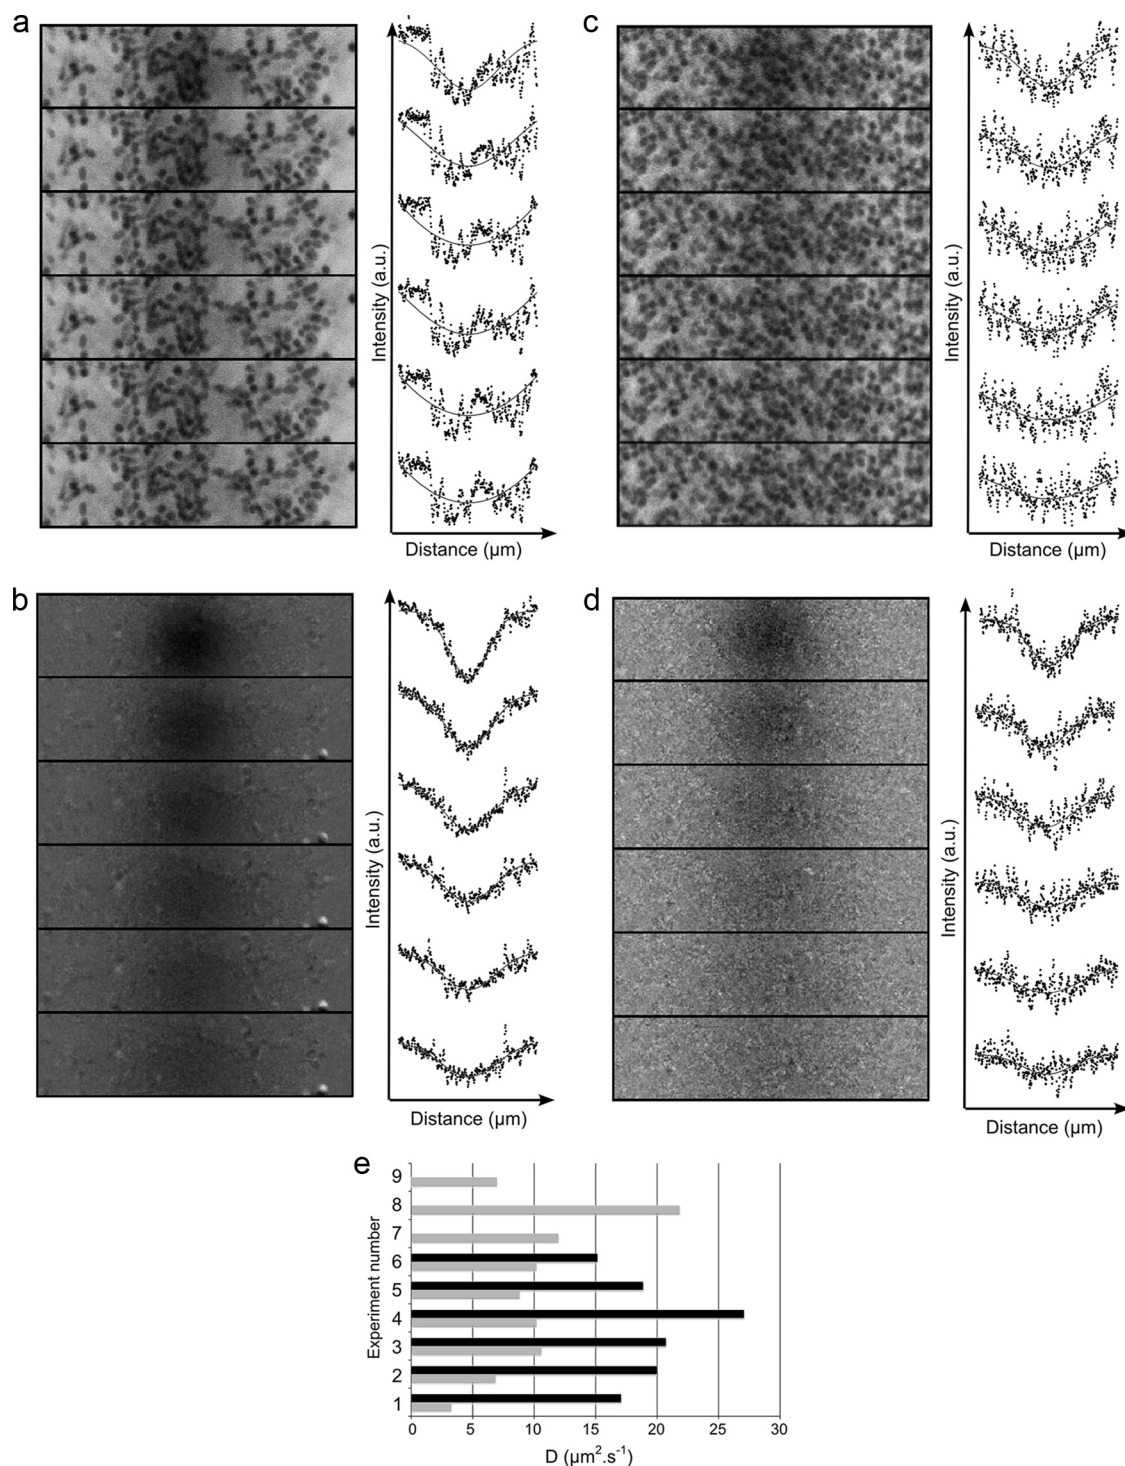 a
Intensity (a.u.)
Distance (µm)
c
Intensity (a.u.)
Distance (µm)
b
Intensity (a.u.)
Distance (µm)
d
Intensity (a.u.)
Distance (µm)
e
Experiment number
9
8
7
6
5
4
3
2
1
0 5 10 15 20 25 30
D (µm².s⁻¹)